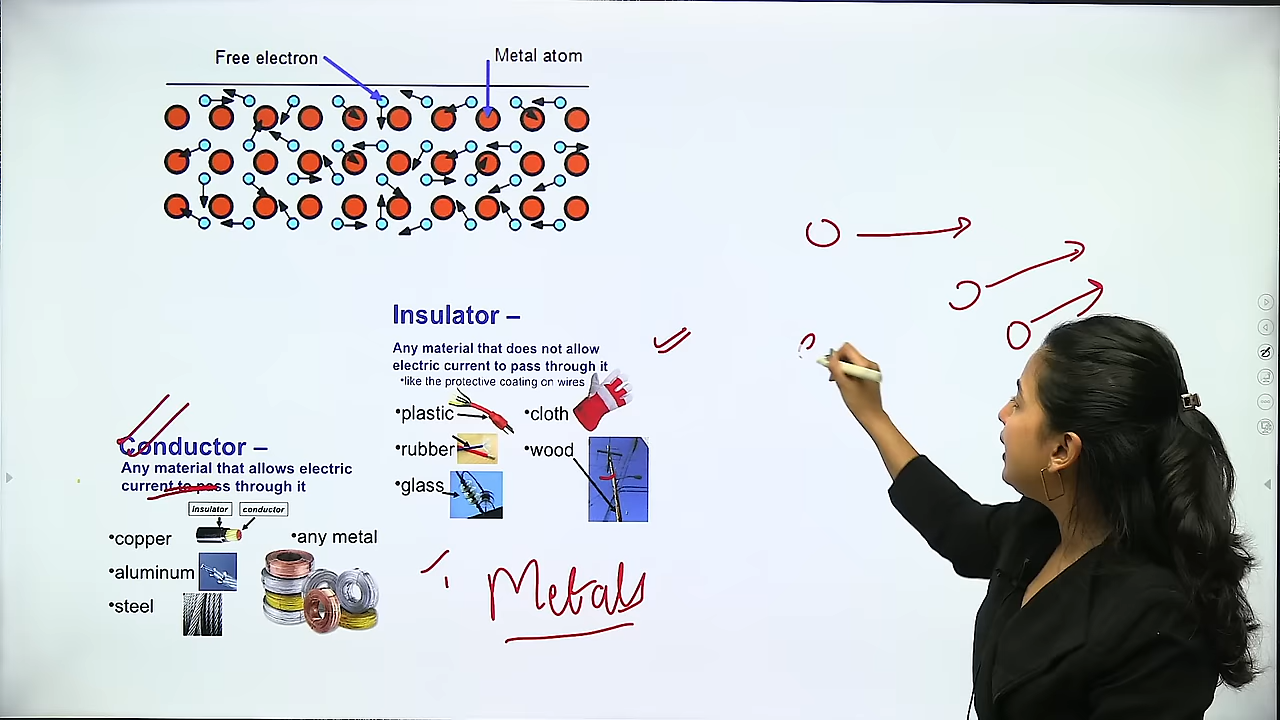 Free electron
Metal atom
Insulator –
Any material that does not allow
electric current to pass through it
•like the protective coating on wires
•plastic
•cloth
•rubber
•wood
•glass
Conductor –
Any material that allows electric
current to pass through it
insulator
conductor
•copper
•any metal
•aluminum
•steel
Metals